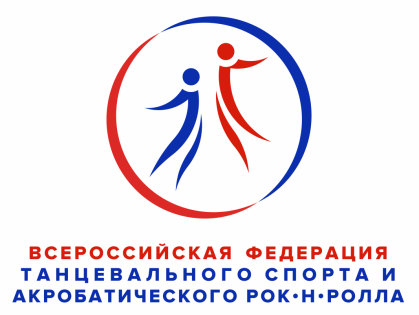 ВСЕРОССИЙСКАЯ ФЕДЕРАЦИЯ
ТАНЦЕВАЛЬНОГО СПОРТА И
АКРОБАТИЧЕСКОГО РОК•Н•РОЛЛА